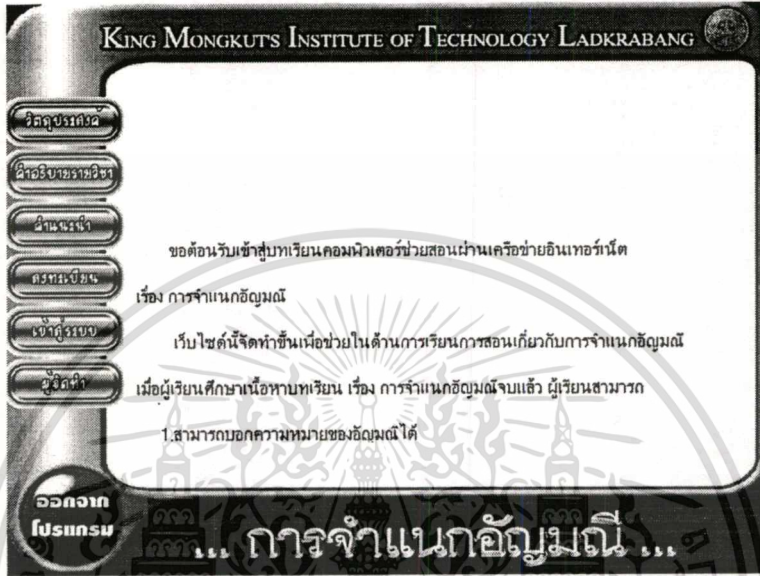 KING MONGKUT'S INSTITUTE OF TECHNOLOGY LADKRABANG
วัตถุประสงค์
คำอธิบายรายวิชา
คำแนะนำ
ลงทะเบียน
เข้าสู่ระบบ
ผู้จัดทำ
ขอต้อนรับเข้าสู่บทเรียนคอมพิวเตอร์ช่วยสอนผ่านเครือข่ายอินเทอร์เน็ต
เรื่อง การจำแนกอัญมณี
เว็บไซต์นี้จัดทำขึ้นเพื่อช่วยในด้านการเรียนการสอนเกี่ยวกับการจำแนกอัญมณี
เมื่อผู้เรียนศึกษาเนื้อหาบทเรียน เรื่อง การจำแนกอัญมณีจบแล้ว ผู้เรียนสามารถ
1.สามารถบอกความหมายของอัญมณีได้
ออกจาก
โปรแกรม
... การจำแนกอัญมณี ...